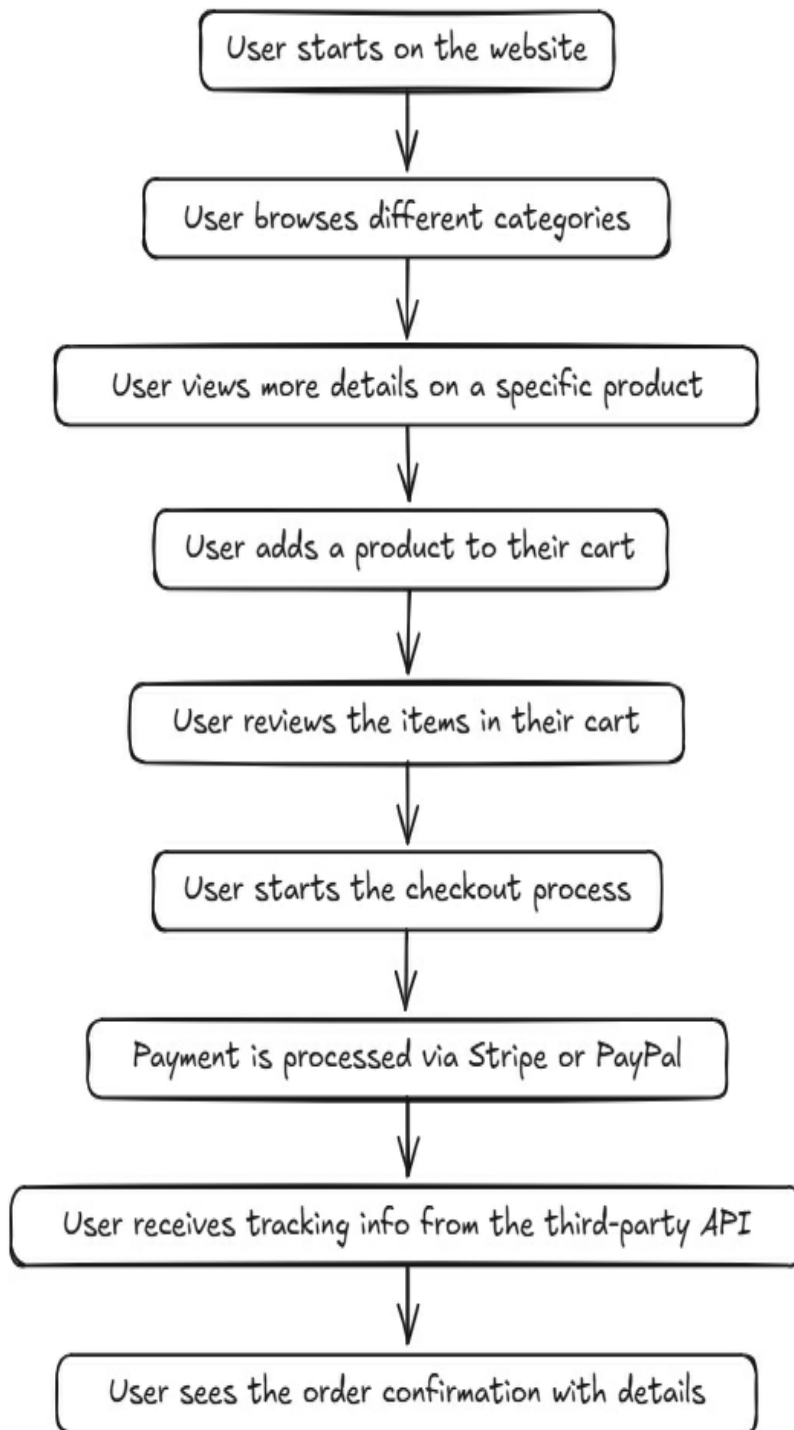 User starts on the website
User browses different categories
User views more details on a specific product
User adds a product to their cart
User reviews the items in their cart
User starts the checkout process
Payment is processed via Stripe or PayPal
User receives tracking info from the third-party API
User sees the order confirmation with details